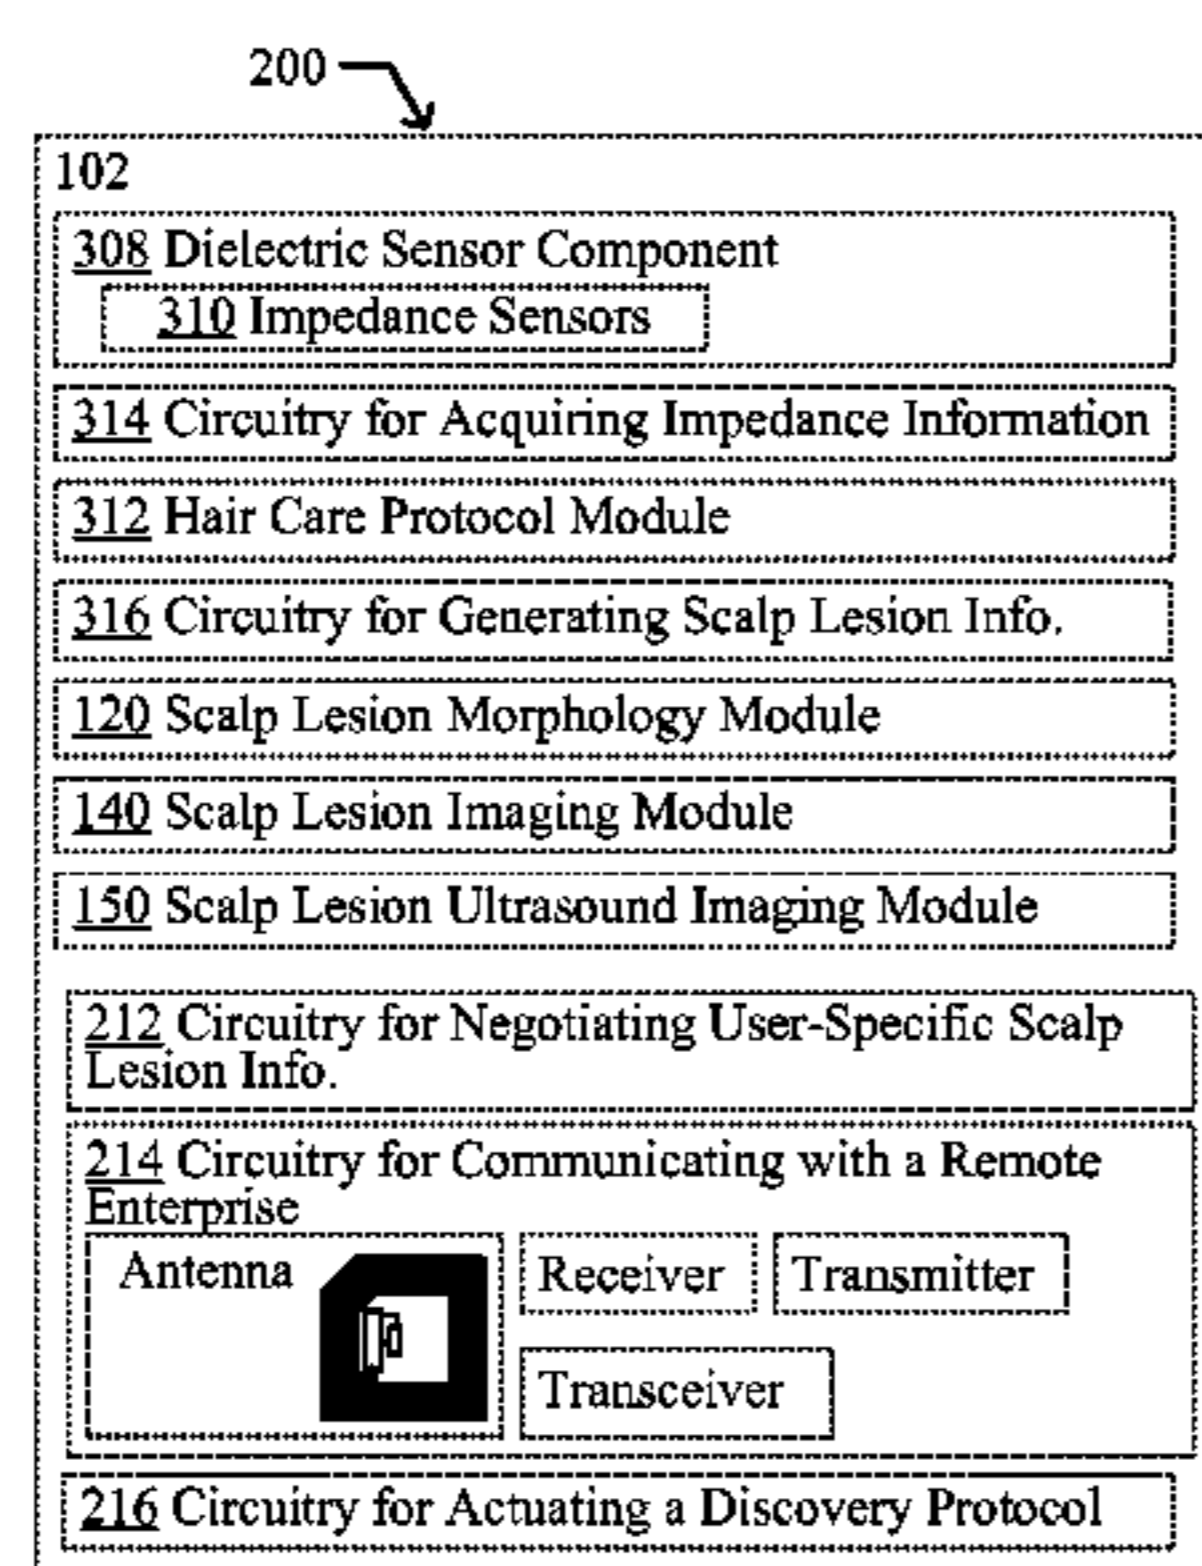 200
102
308 Dielectric Sensor Component
310 Impedance Sensors
314 Circuitry for Acquiring Impedance Information
312 Hair Care Protocol Module
316 Circuitry for Generating Scalp Lesion Info.
120 Scalp Lesion Morphology Module
140 Scalp Lesion Imaging Module
150 Scalp Lesion Ultrasound Imaging Module
212 Circuitry for Negotiating User-Specific Scalp
Lesion Info.
214 Circuitry for Communicating with a Remote
Enterprise
Antenna
Receiver
Transmitter
Transceiver
216 Circuitry for Actuating a Discovery Protocol